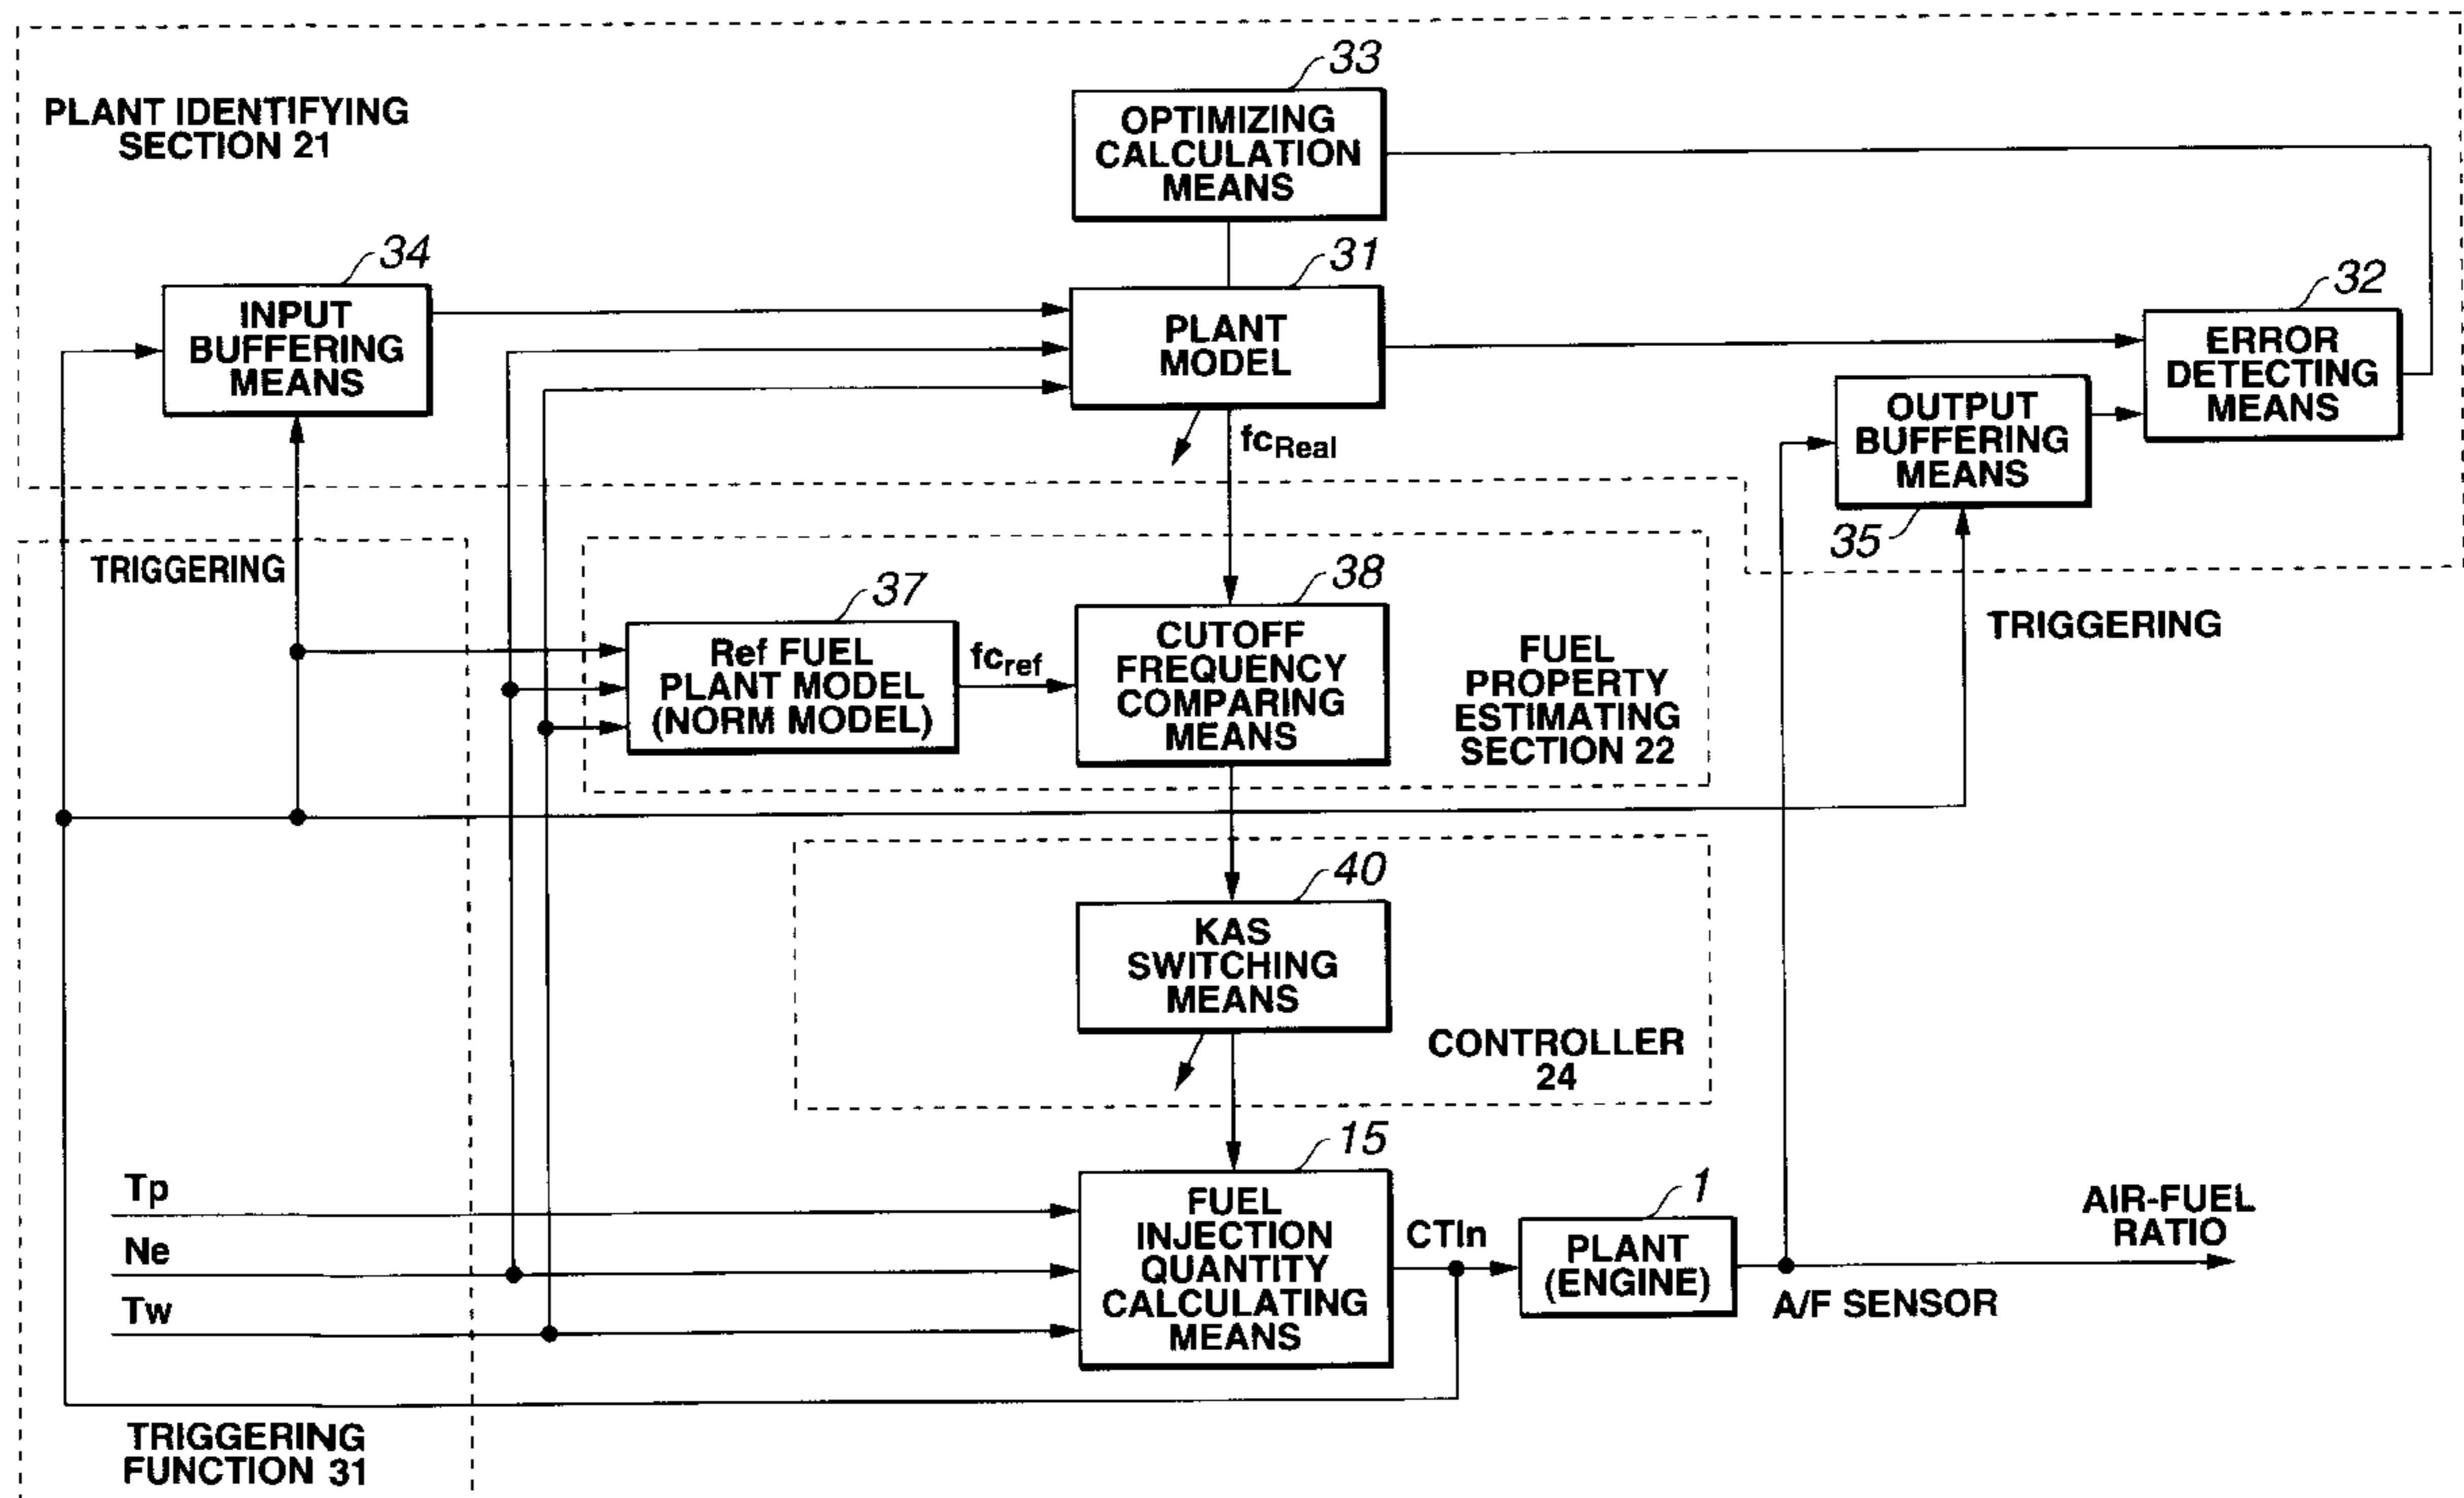 33
PLANT IDENTIFYING
SECTION 21
OPTIMIZING
CALCULATION
MEANS
34
31
32
INPUT
BUFFERING
MEANS
PLANT
MODEL
ERROR
DETECTING
MEANS
OUTPUT
BUFFERING
MEANS
fcReal
35
TRIGGERING
37
38
TRIGGERING
Ref FUEL
PLANT MODEL
(NORM MODEL)
fcref
CUTOFF
FREQUENCY
COMPARING
MEANS
FUEL
PROPERTY
ESTIMATING
SECTION 22
40
KAS
SWITCHING
MEANS
CONTROLLER
24
15
Tp
Ne
Tw
FUEL
INJECTION
QUANTITY
CALCULATING
MEANS
CTIn
1
PLANT
(ENGINE)
AIR-FUEL
RATIO
A/F SENSOR
TRIGGERING
FUNCTION 31